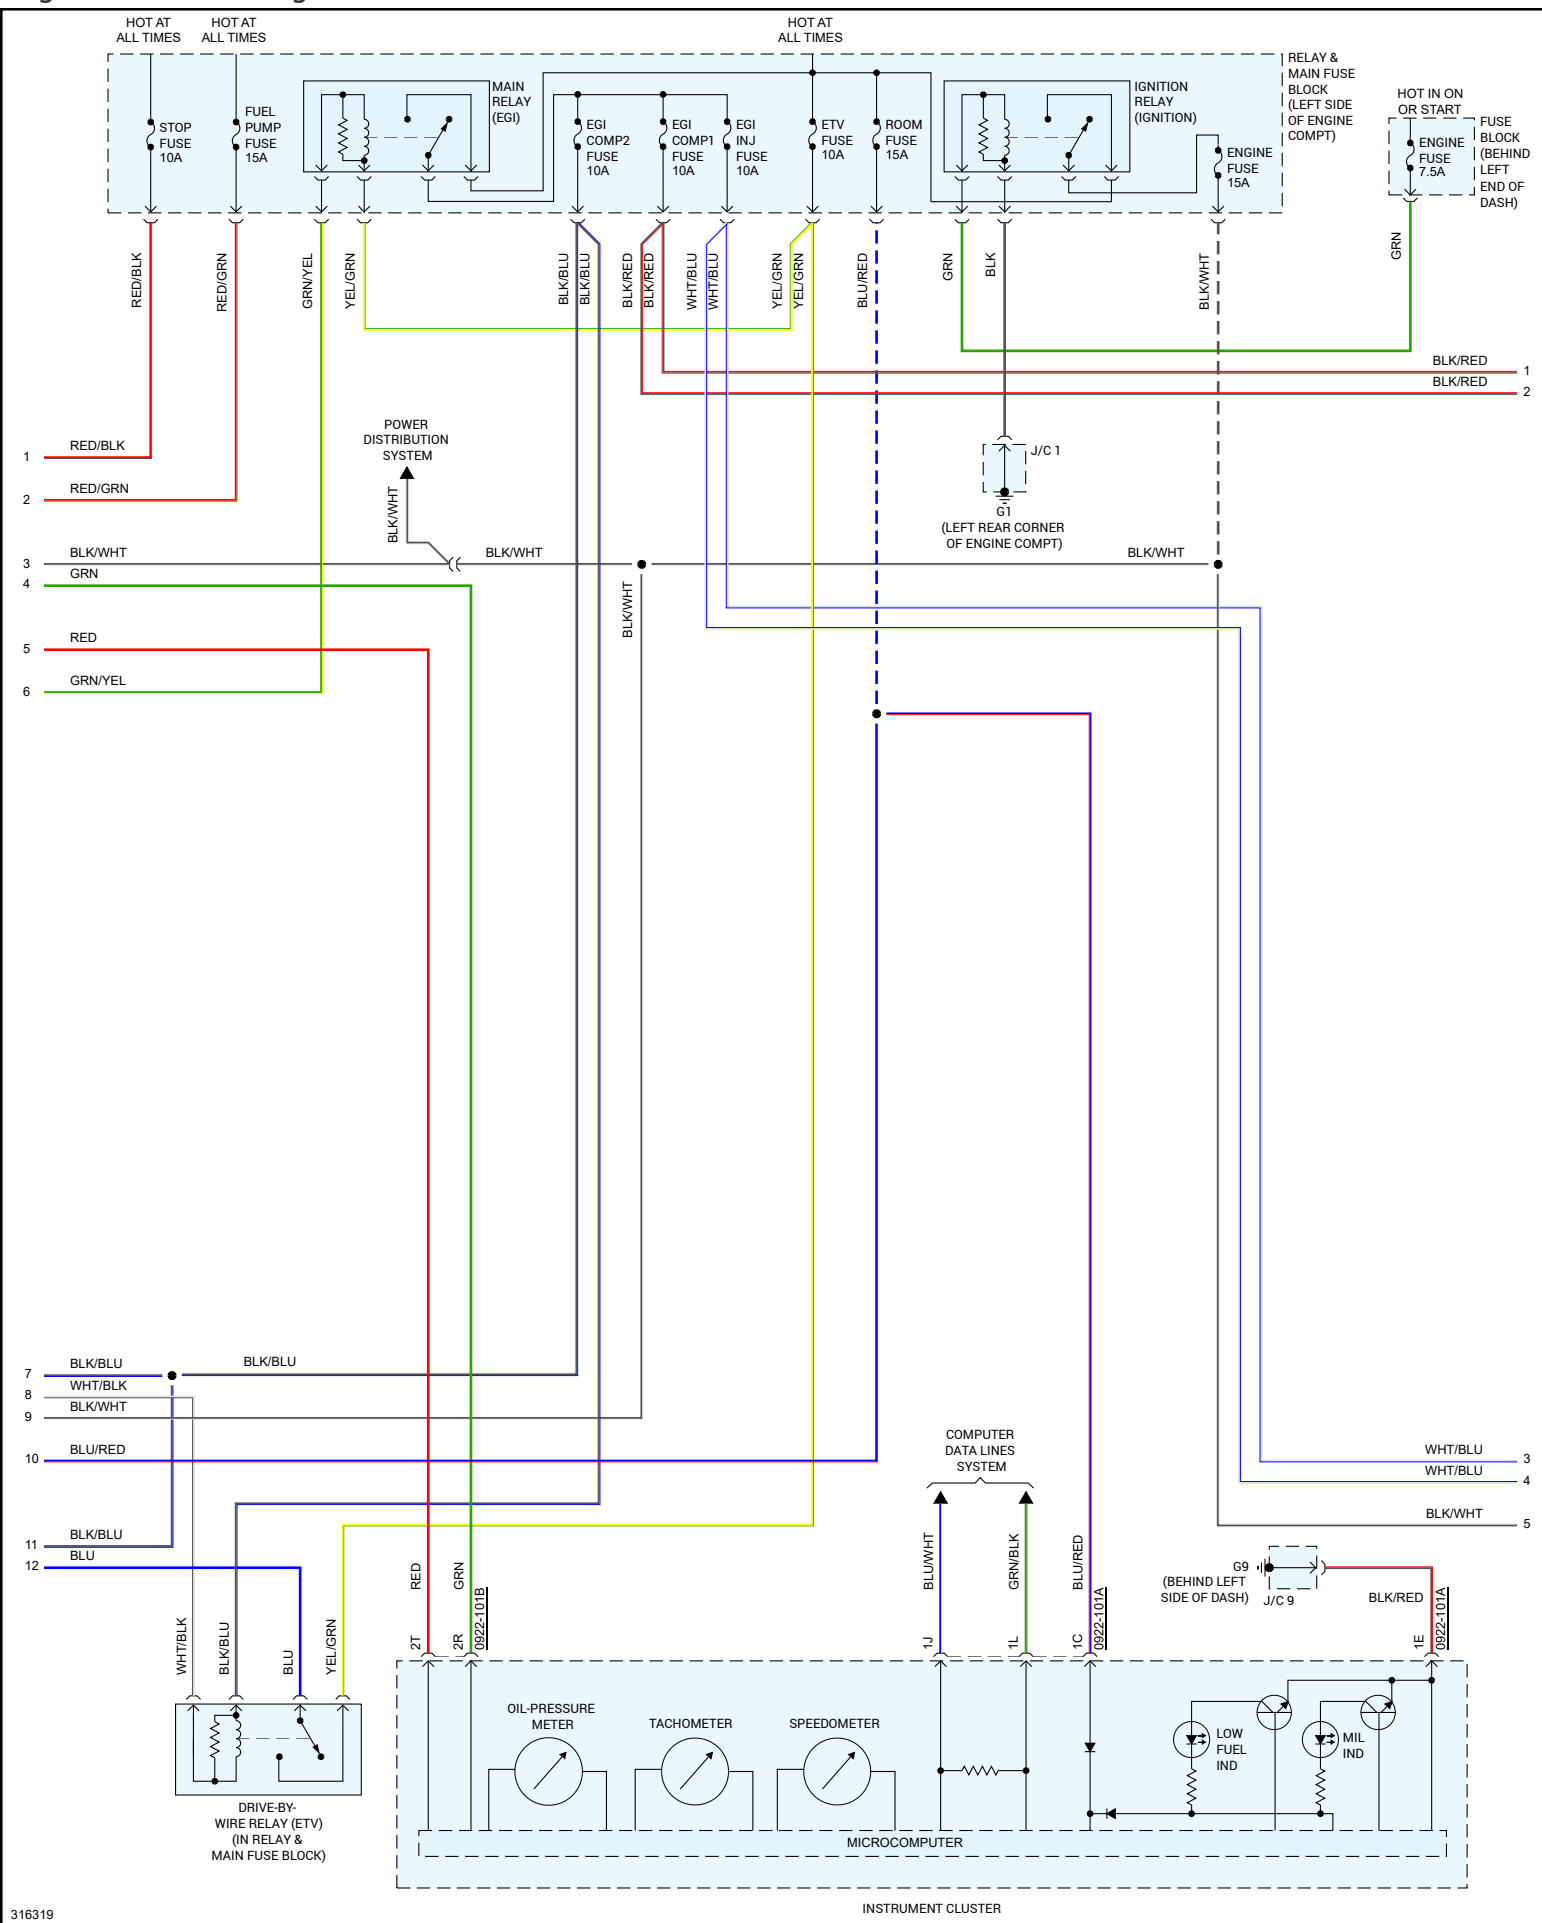 HOT AT
ALL TIMES
HOT AT
ALL TIMES
HOT AT
ALL TIMES
STOP
FUSE
10A
FUEL
PUMP
FUSE
15A
MAIN
RELAY
(EGI)
EGI
COMP2
FUSE
10A
EGI
COMP1
FUSE
10A
EGI
INJ
FUSE
10A
ETV
FUSE
10A
ROOM
FUSE
15A
IGNITION
RELAY
(IGNITION)
ENGINE
FUSE
15A
RELAY &
MAIN FUSE
BLOCK
(LEFT SIDE
OF ENGINE
COMPT)
HOT IN ON
OR START
ENGINE
FUSE
7.5A
FUSE
BLOCK
(BEHIND
LEFT
END OF
DASH)
RED/BLK
RED/GRN
GRN/YEL
YEL/GRN
BLK/BLU
BLK/BLU
BLK/RED
BLK/RED
WHT/BLU
WHT/BLU
YEL/GRN
YEL/GRN
BLU/RED
GRN
BLK
BLK/WHT
GRN
BLK/RED
1
BLK/RED
2
POWER
DISTRIBUTION
SYSTEM
BLK/WHT
J/C 1
G1
(LEFT REAR CORNER
OF ENGINE COMPT)
1
RED/BLK
2
RED/GRN
3
BLK/WHT
BLK/WHT
BLK/WHT
4
GRN
BLK/WHT
5
RED
6
GRN/YEL
7
BLK/BLU
BLK/BLU
8
WHT/BLK
9
BLK/WHT
10
BLU/RED
11
BLK/BLU
12
BLU
COMPUTER
DATA LINES
SYSTEM
WHT/BLU
3
WHT/BLU
4
BLK/WHT
5
WHT/BLK
BLK/BLU
BLU
YEL/GRN
RED
GRN
2T
2R
0922-101B
BLU/WHT
GRN/BLK
BLU/RED
1J
1L
1C
0922-101A
G9
(BEHIND LEFT
SIDE OF DASH)
J/C 9
BLK/RED
1E
0922-101A
DRIVE-BY-
WIRE RELAY (ETV)
(IN RELAY &
MAIN FUSE BLOCK)
OIL-PRESSURE
METER
TACHOMETER
SPEEDOMETER
LOW
FUEL
IND
MIL
IND
MICROCOMPUTER
INSTRUMENT CLUSTER
316319